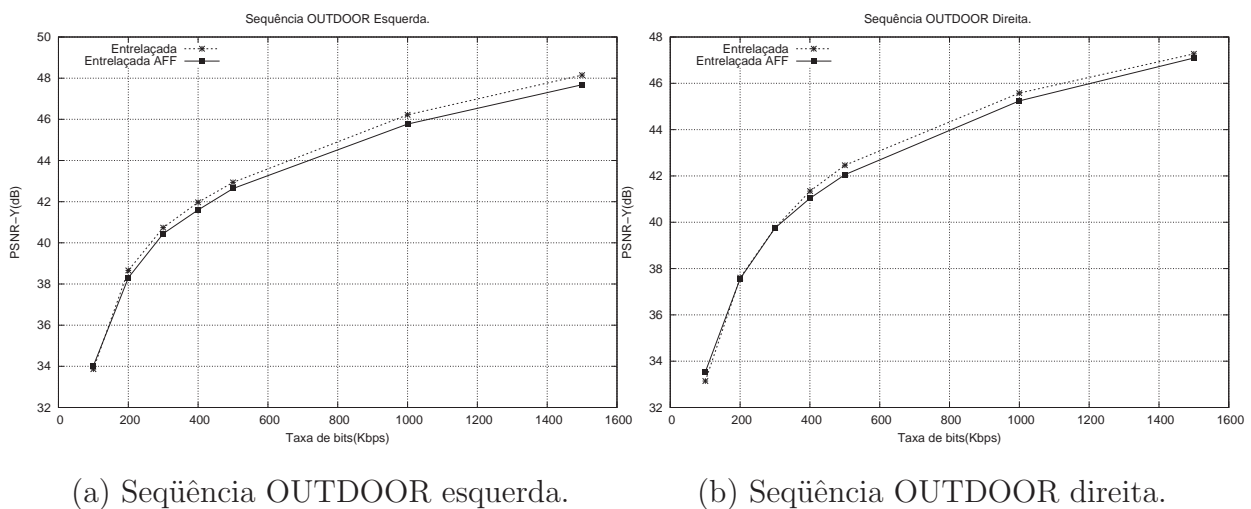 Sequência OUTDOOR Esquerda.
50
48
46
44
42
40
38
36
34
32
PSNR-Y(dB)
Entrelaçada
Entrelaçada AFF
0 200 400 600 800 1000 1200 1400 1600
Taxa de bits(Kbps)
(a) Seqüência OUTDOOR esquerda.
Sequência OUTDOOR Direita.
48
46
44
42
40
38
36
34
32
PSNR-Y(dB)
Entrelaçada
Entrelaçada AFF
0 200 400 600 800 1000 1200 1400 1600
Taxa de bits(Kbps)
(b) Seqüência OUTDOOR direita.